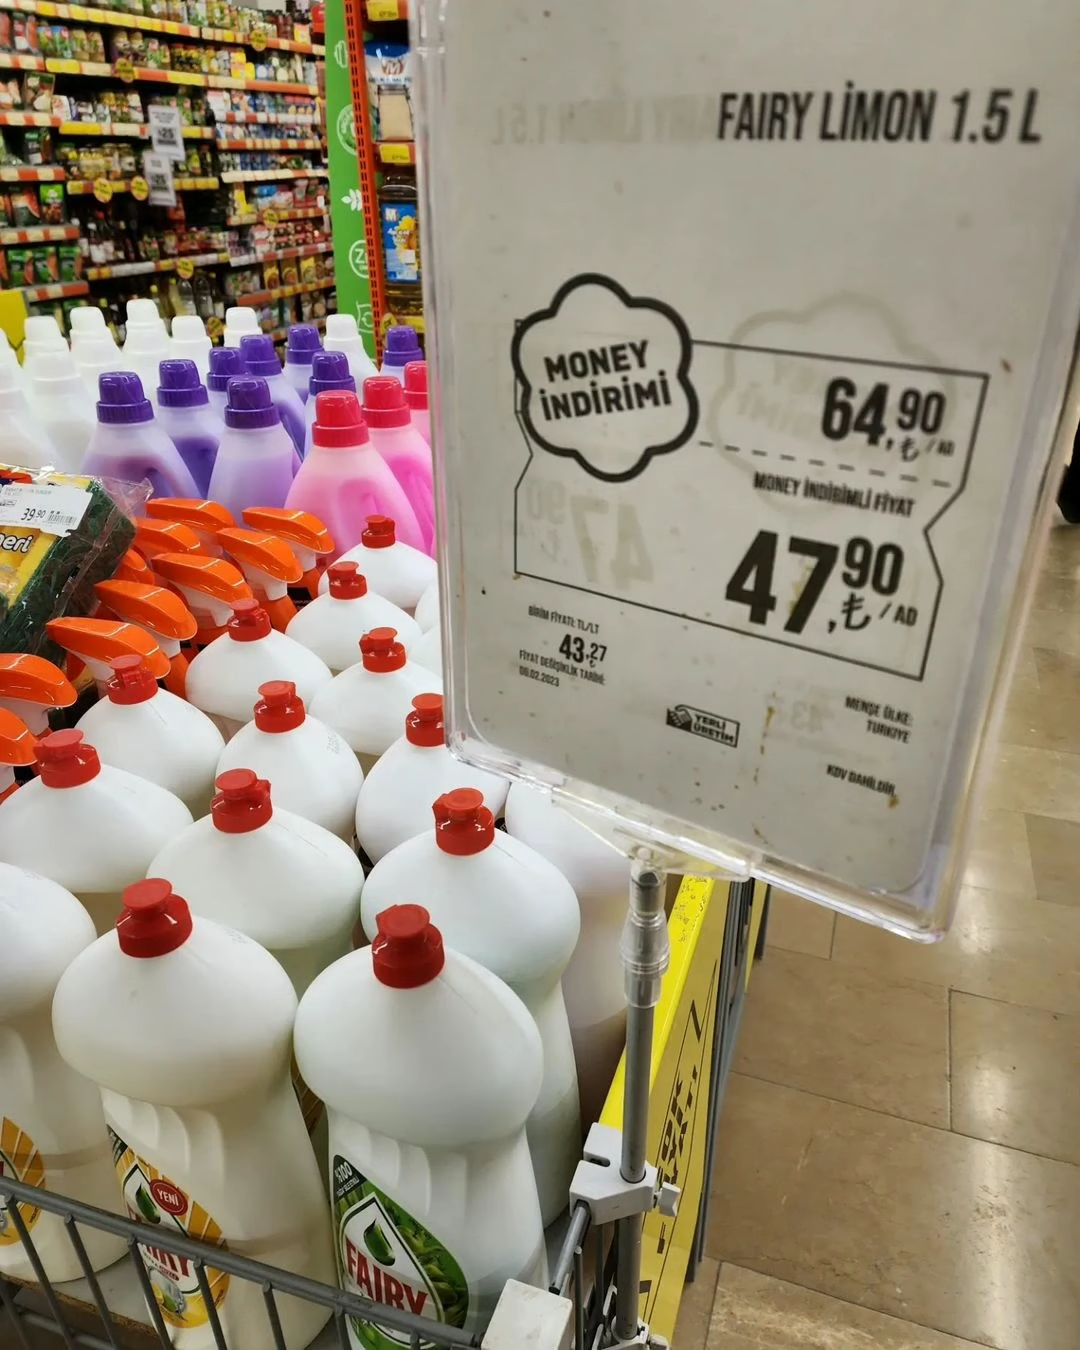 FAIRY LİMON 1.5 L
MONEY
İNDİRİMİ
64,90 ₺/AD
MONEY İNDİRİMLİ FİYAT
47,90 ₺/AD
BİRİM FİYATI: TL/LT
43,27 ₺
FİYAT DEĞİŞİKLİK TARİHİ:
06.02.2023
YERLİ
ÜRETİM
MENŞE ÜLKE:
TURKIYE
KDV DAHİLDİR.
39,90
YENİ
%100
FAIRY